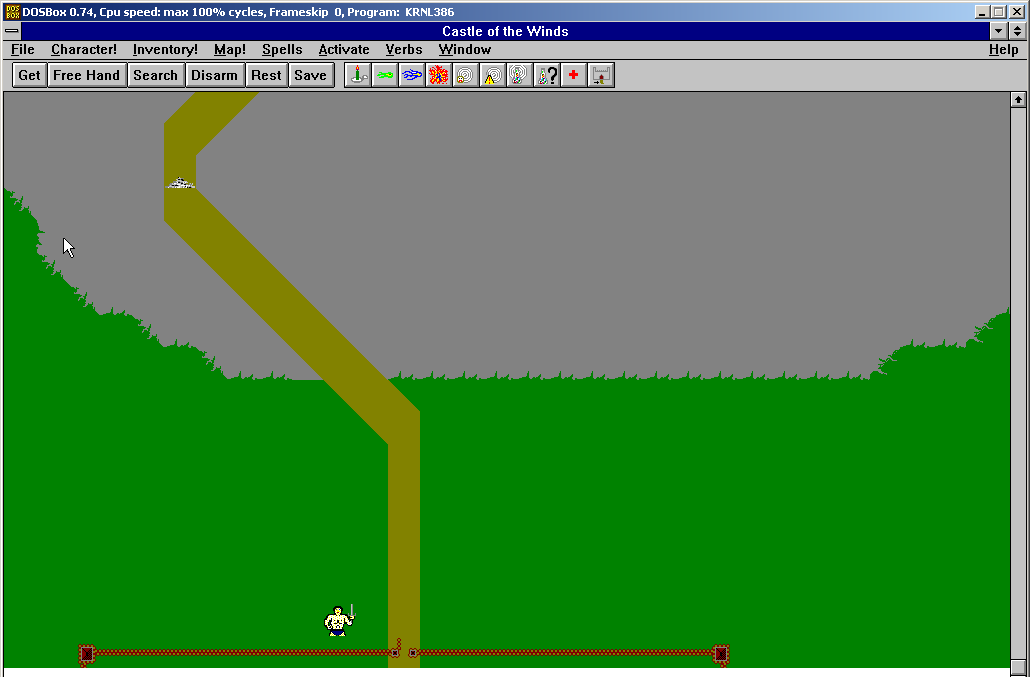 DOSBox 0.74, Cpu speed: max 100% cycles, Frameskip 0, Program: KRNL386
Castle of the Winds
File Character! Inventory! Map! Spells Activate Verbs Window Help
Get Free Hand Search Disarm Rest Save ?